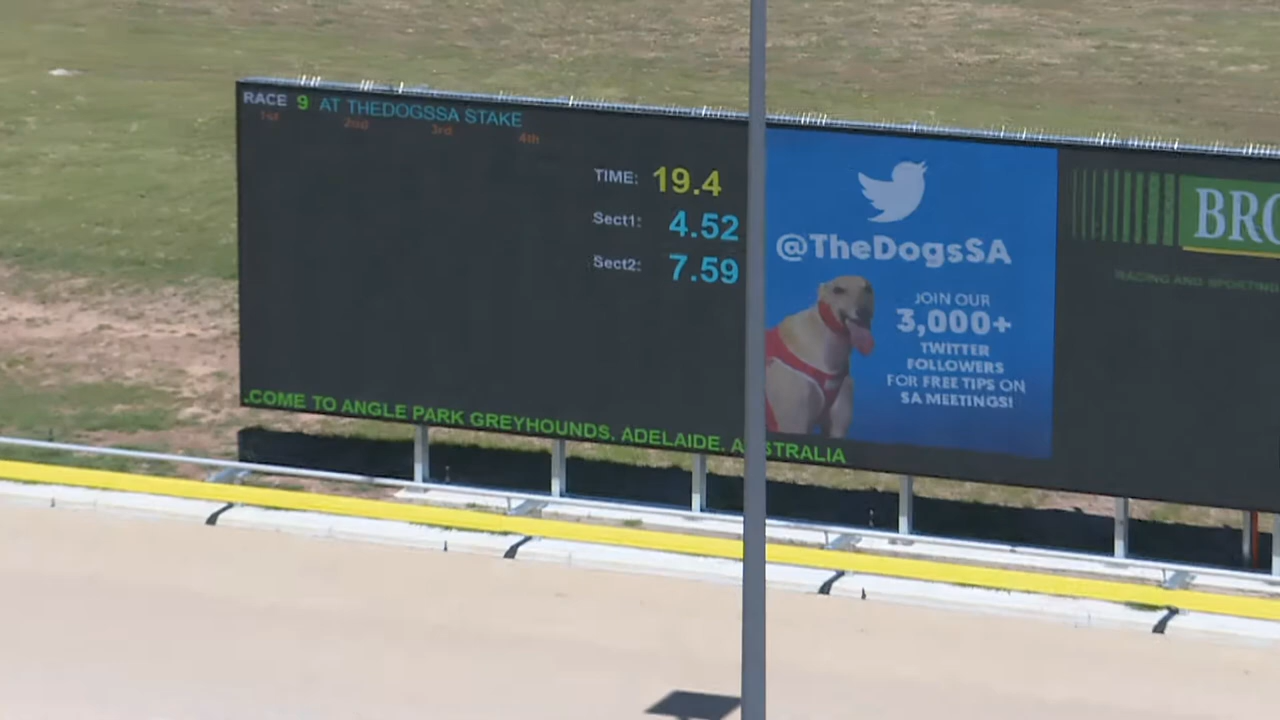 RACE 9 AT THEDOGSSA STAKE
1st 2nd 3rd 4th
TIME: 19.4
Sect1: 4.52
Sect2: 7.59
.COME TO ANGLE PARK GREYHOUNDS. ADELAIDE. A STRALIA
@TheDogsSA
JOIN OUR
3,000+
TWITTER
FOLLOWERS
FOR FREE TIPS ON
SA MEETINGS!
BRO
RACING AND SPORTING